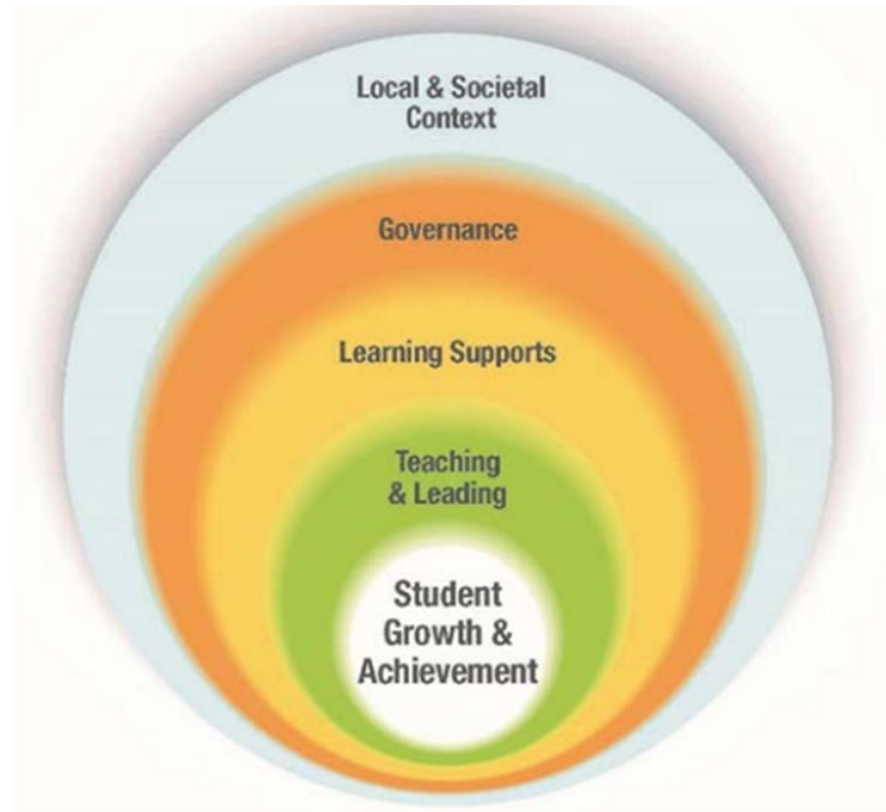 Local & Societal
Context
Governance
Learning Supports
Teaching
& Leading
Student
Growth &
Achievement